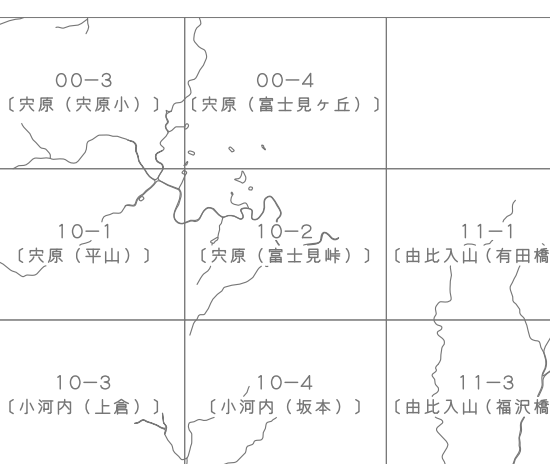 00-3
〔宍原（宍原小）〕
00-4
〔宍原（富士見ヶ丘）〕
10-1
〔宍原（平山）〕
10-2
〔宍原（富士見峠）〕
11-1
〔由比入山（有田橋
10-3
〔小河内（上倉）〕
10-4
〔小河内（坂本）〕
11-3
〔由比入山（福沢橋